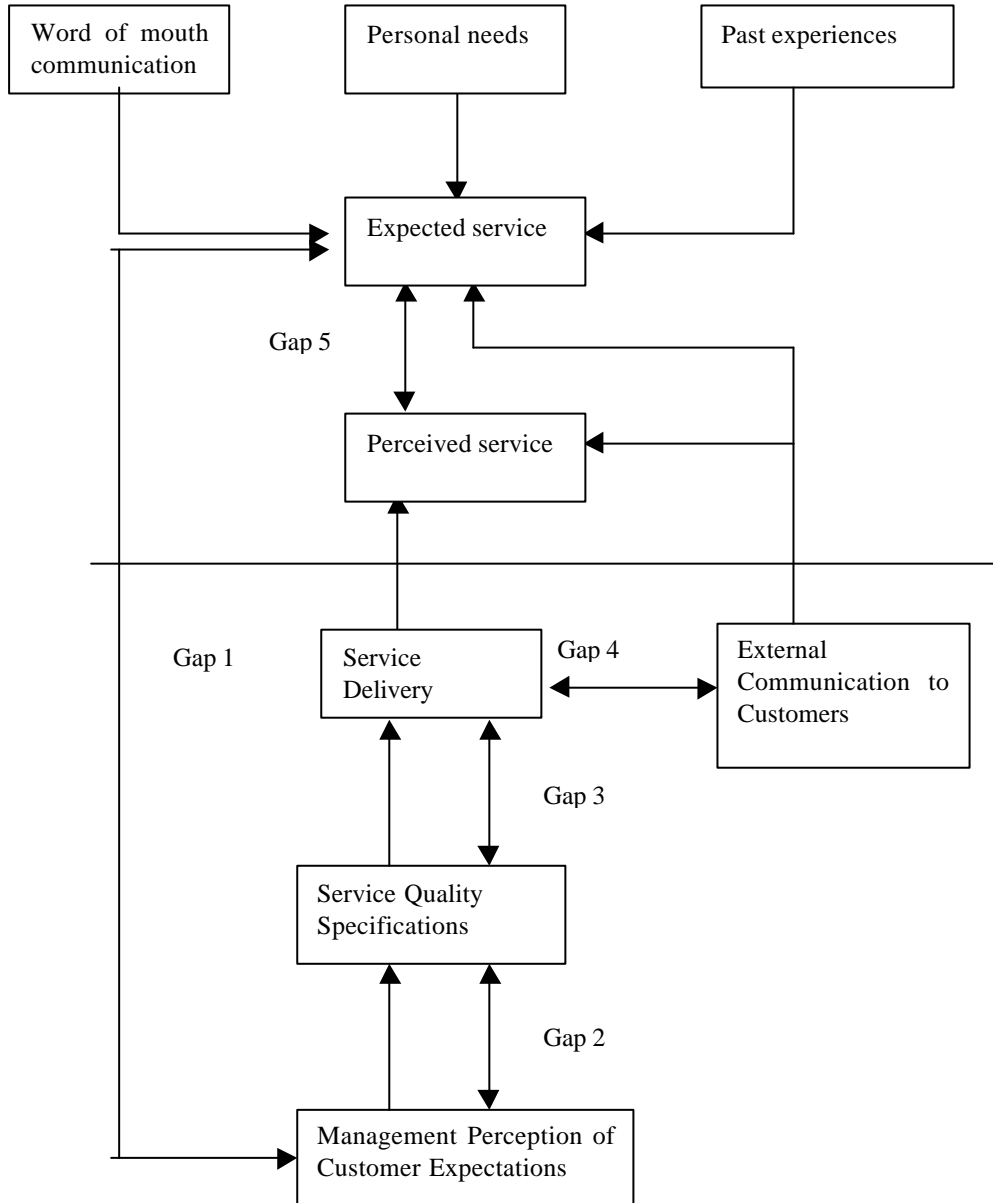 Word of mouth
communication
Personal needs
Past experiences
Expected service
Gap 5
Perceived service
Gap 1
Service
Delivery
Gap 4
External
Communication to
Customers
Gap 3
Service Quality
Specifications
Gap 2
Management Perception of
Customer Expectations